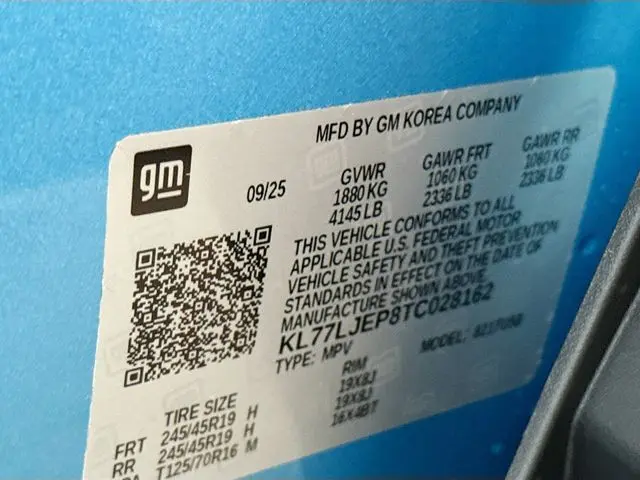 MFD BY GM KOREA COMPANY
gm
09/25
GVWR GAWR FRT GAWR RR
1880 KG 1060 KG 1060 KG
4145 LB 2336 LB 2336 LB
THIS VEHICLE CONFORMS TO ALL
APPLICABLE U.S. FEDERAL MOTOR
VEHICLE SAFETY AND THEFT PREVENTION
STANDARDS IN EFFECT ON THE DATE OF
MANUFACTURE SHOWN ABOVE.
KL77LJEP8TC028162
TYPE: MPV MODEL:
TIRE SIZE RIM
FRT 245/45R19 H 19X8J
RR 245/45R19 H 19X8J
T125/70R16 M 16X4BT